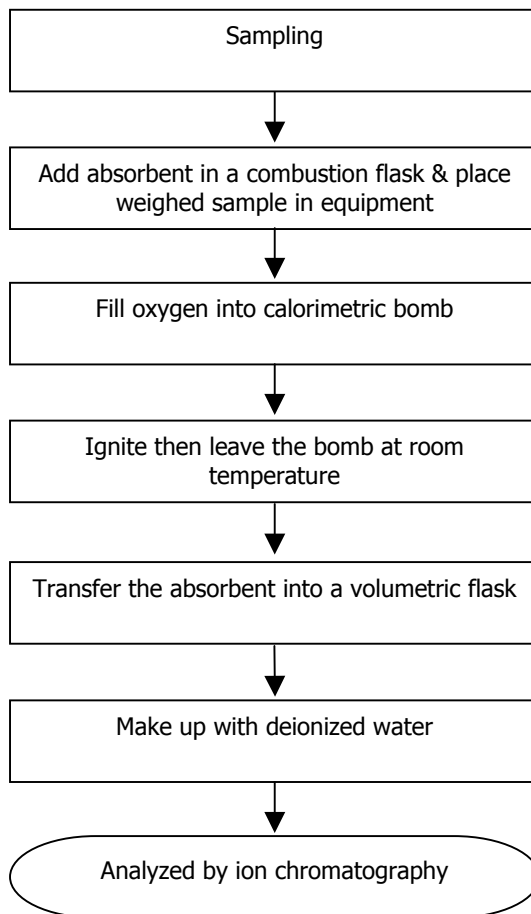 Sampling
Add absorbent in a combustion flask & place
weighed sample in equipment
Fill oxygen into calorimetric bomb
Ignite then leave the bomb at room
temperature
Transfer the absorbent into a volumetric flask
Make up with deionized water
Analyzed by ion chromatography